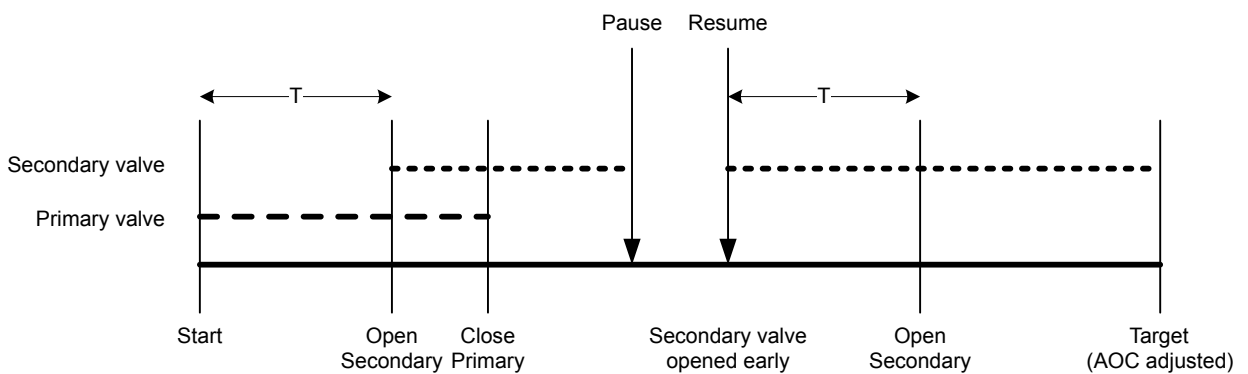 Pause
Resume
T
T
Secondary valve
Primary valve
Start
Open
Secondary
Close
Primary
Secondary valve
opened early
Open
Secondary
Target
(AOC adjusted)